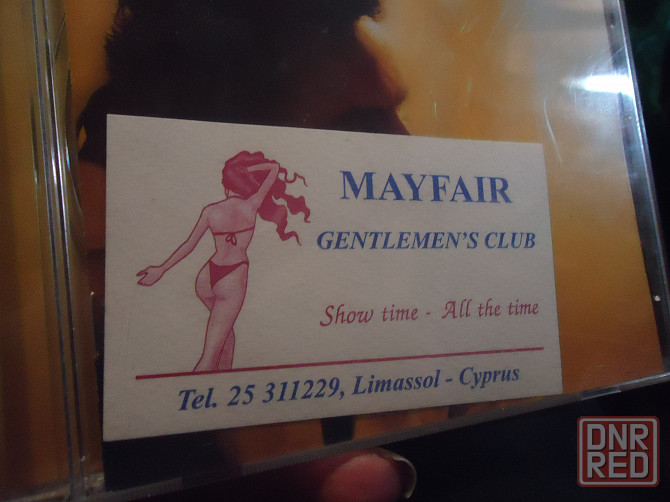 MAYFAIR
GENTLEMEN'S CLUB
Show time - All the time
Tel. 25 311229, Limassol - Cyprus
DNR
RED